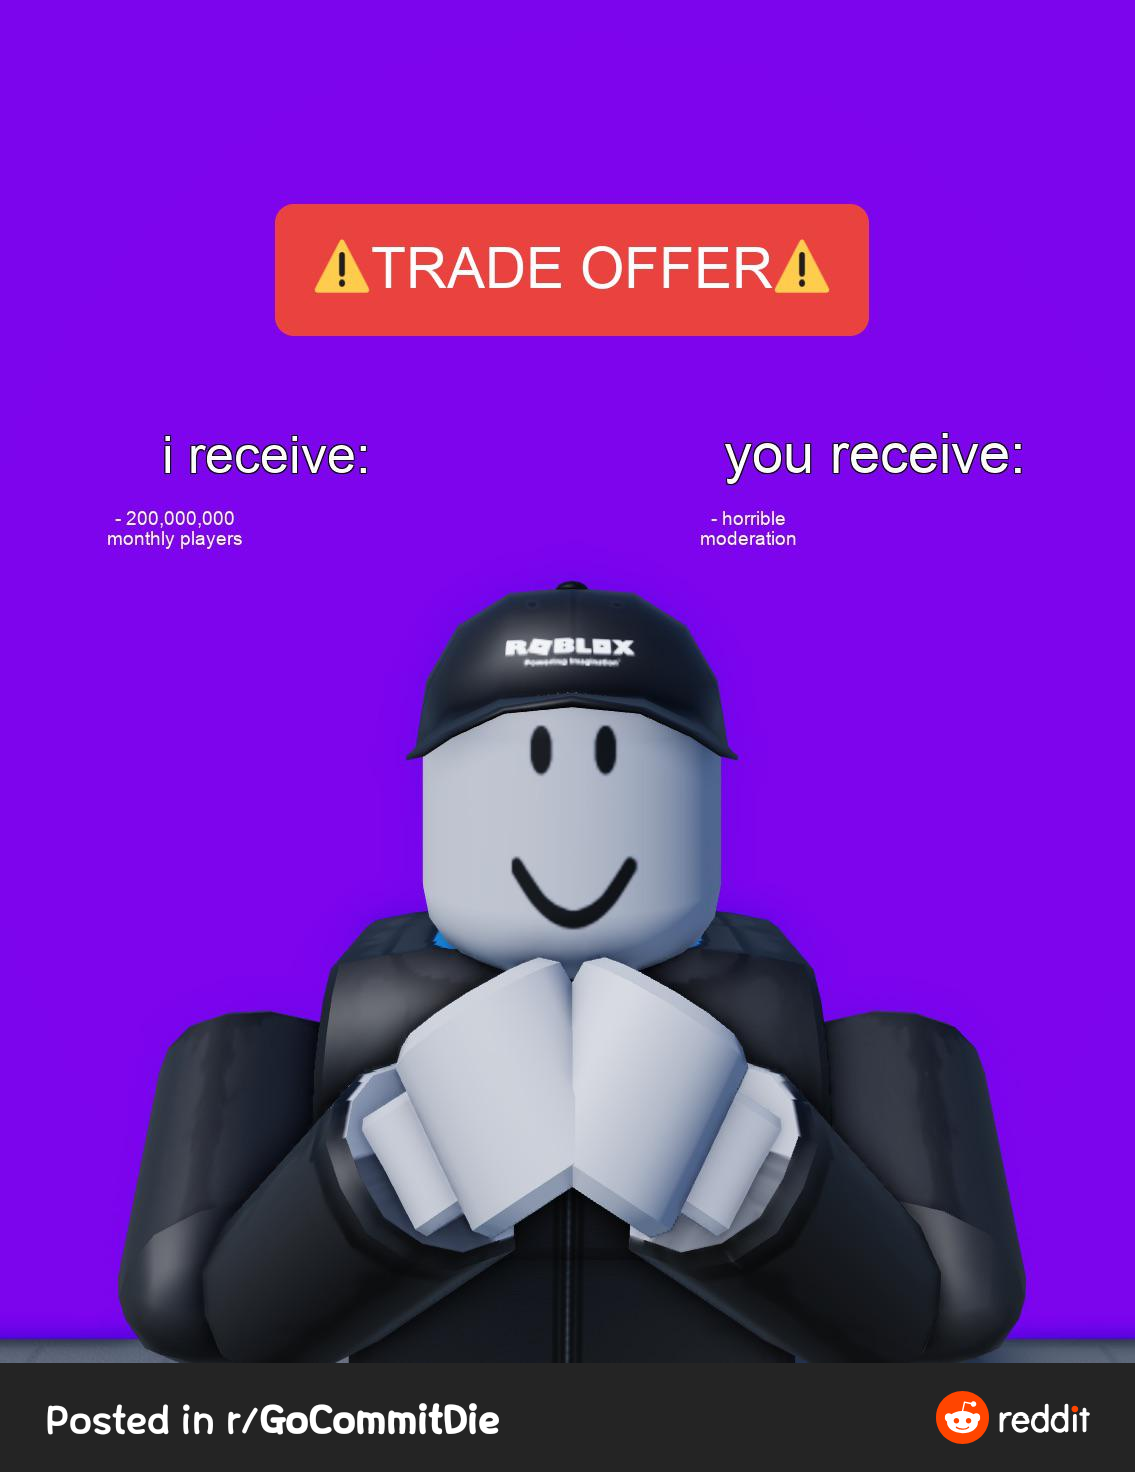 ⚠️TRADE OFFER⚠️
i receive:
you receive:
- 200,000,000
monthly players
- horrible
moderation
ROBLOX
Powering Imagination
Posted in r/GoCommitDie
reddit